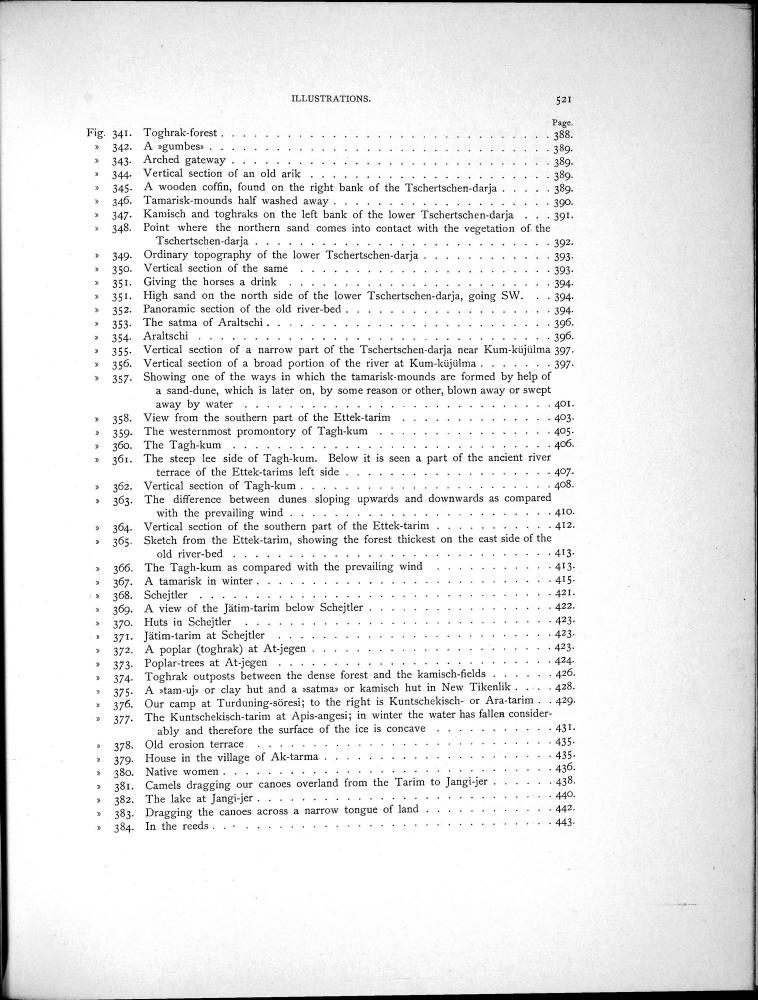 ILLUSTRATIONS. 521
Page.
Fig. 341. Toghrak-forest . . . . . . . . . . 388.
» 342. A »gumbes» . . . . . . . . . . 389.
» 343. Arched gateway . . . . . . . . . . 389.
» 344. Vertical section of an old arik . . . . . . . . . . 389.
» 345. A wooden coffin, found on the right bank of the Tschertschen-darja . . . . . 389.
» 346. Tamarisk-mounds half washed away . . . . . . . . . . 390.
» 347. Kamisch and toghraks on the left bank of the lower Tschertschen-darja . . . 391.
» 348. Point where the northern sand comes into contact with the vegetation of the
Tschertschen-darja . . . . . . . . . . 392.
» 349. Ordinary topography of the lower Tschertschen-darja . . . . . . . . . . 393.
» 350. Vertical section of the same . . . . . . . . . . 393.
» 351. Giving the horses a drink . . . . . . . . . . 394.
» 351. High sand on the north side of the lower Tschertschen-darja, going SW. . . 394.
» 352. Panoramic section of the old river-bed . . . . . . . . . . 394.
» 353. The satma of Araltschi . . . . . . . . . . 396.
» 354. Araltschi . . . . . . . . . . 396.
» 355. Vertical section of a narrow part of the Tschertschen-darja near Kum-küjülma 397.
» 356. Vertical section of a broad portion of the river at Kum-küjülma . . . . . . . 397.
» 357. Showing one of the ways in which the tamarisk-mounds are formed by help of
a sand-dune, which is later on, by some reason or other, blown away or swept
away by water . . . . . . . . . . 401.
» 358. View from the southern part of the Ettek-tarim . . . . . . . . . . 403.
» 359. The westernmost promontory of Tagh-kum . . . . . . . . . . 405.
» 360. The Tagh-kum . . . . . . . . . . 406.
» 361. The steep lee side of Tagh-kum. Below it is seen a part of the ancient river
terrace of the Ettek-tarims left side . . . . . . . . . . 407.
» 362. Vertical section of Tagh-kum . . . . . . . . . . 408.
» 363. The difference between dunes sloping upwards and downwards as compared
with the prevailing wind . . . . . . . . . . 410.
» 364. Vertical section of the southern part of the Ettek-tarim . . . . . . . . . . 412.
» 365. Sketch from the Ettek-tarim, showing the forest thickest on the east side of the
old river-bed . . . . . . . . . . 413.
» 366. The Tagh-kum as compared with the prevailing wind . . . . . . . . . . 413.
» 367. A tamarisk in winter . . . . . . . . . . 415.
» 368. Schejtler . . . . . . . . . . 421.
» 369. A view of the Jätim-tarim below Schejtler . . . . . . . . . . 422.
» 370. Huts in Schejtler . . . . . . . . . . 423.
» 371. Jätim-tarim at Schejtler . . . . . . . . . . 423.
» 372. A poplar (toghrak) at At-jegen . . . . . . . . . . 423.
» 373. Poplar-trees at At-jegen . . . . . . . . . . 424.
» 374. Toghrak outposts between the dense forest and the kamisch-fields . . . . . . 426.
» 375. A »tam-uj» or clay hut and a »satma» or kamisch hut in New Tikenlik . . . . 428.
» 376. Our camp at Turduning-söresi; to the right is Kuntschekisch- or Ara-tarim . . 429.
» 377. The Kuntschekisch-tarim at Apis-angesi; in winter the water has fallen consider-
ably and therefore the surface of the ice is concave . . . . . . . . . . 431.
» 378. Old erosion terrace . . . . . . . . . . 435.
» 379. House in the village of Ak-tarma . . . . . . . . . . 435.
» 380. Native women . . . . . . . . . . 436.
» 381. Camels dragging our canoes overland from the Tarim to Jangi-jer . . . . . . 438.
» 382. The lake at Jangi-jer . . . . . . . . . . 440.
» 383. Dragging the canoes across a narrow tongue of land . . . . . . . . . . 442.
» 384. In the reeds . . . . . . . . . . 443.